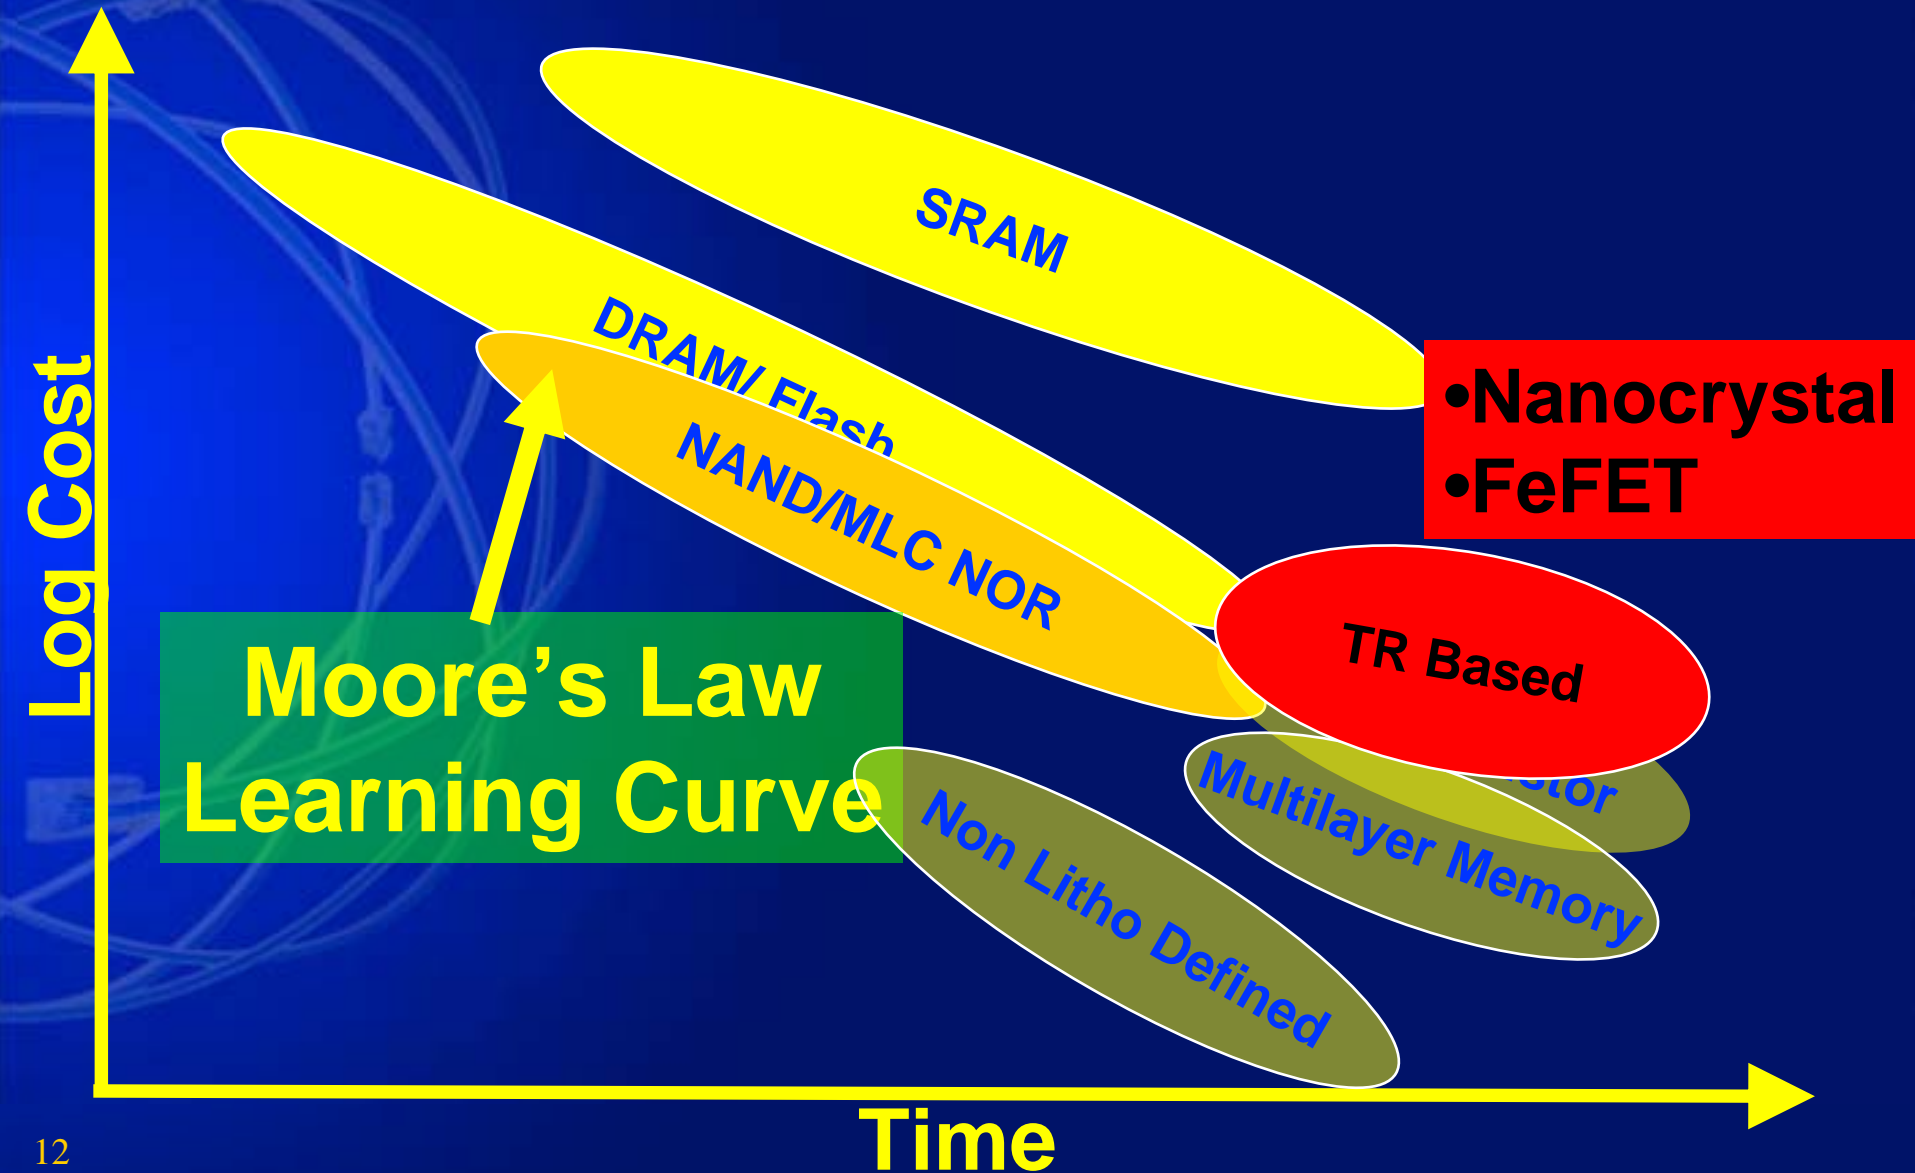 SRAM
DRAM/ Flash
NAND/MLC NOR
•Nanocrystal
•FeFET
TR Based
Moore’s Law
Learning Curve
Multilayer Memory
Non Litho Defined
Log Cost
Time
12